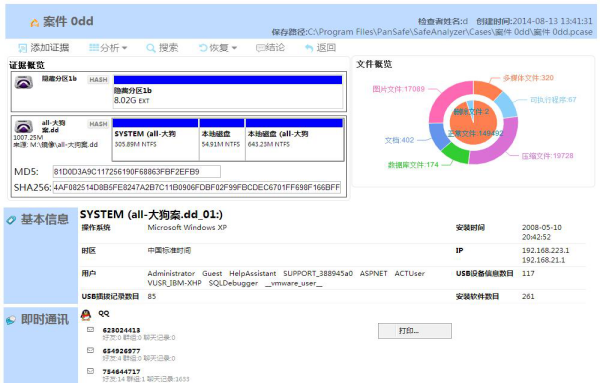 案件 0dd
检查者姓名:d 创建时间:2014-08-13 13:41:31
保存路径:C:\Program Files\PanSafe\SafeAnalyzer\Cases\案件 0dd\案件 0dd.pcase
添加证据 分析 搜索 恢复 结论 返回
证据概览
隐藏分区1b HASH
隐藏分区1b
8.02G EXT
all-大狗案.dd HASH
1007.25M
来源: M:\镜像\all-大狗案.dd
SYSTEM (all-大狗 本地磁盘 本地磁盘 (all-大狗
305.89M NTFS 54.91M NTFS 643.23M NTFS
MD5: 81D0D3A9C117256190F68863FBF2EFB9
SHA256: 4AF082514D8B5FE8247A2B7C11B0906FDBF02F99FBCDEC6701FF698F166BFF
文件概览
图片文件:17089
多媒体文件:320
可执行程序:67
删除文件:2
正常文件:149492
文档:402
数据库文件:174
压缩文件:19728
基本信息
SYSTEM (all-大狗案.dd_01:)
操作系统 Microsoft Windows XP 安装时间 2008-05-10 20:42:52
时区 中国标准时间 IP 192.168.223.1
192.168.21.1
用户 Administrator Guest HelpAssistant SUPPORT_388945a0 ASPNET ACTUser USB设备信息数目 117
VUSR_IBM-XHP SQLDebugger __vmware_user__
USB插拔记录数目 85 安装软件数目 261
即时通讯
QQ
623024413
好友:0 群组:0 聊天记录:0
654926977
好友:4 群组:0 聊天记录:0
754644717
好友:14 群组:1 聊天记录:1633
打印...